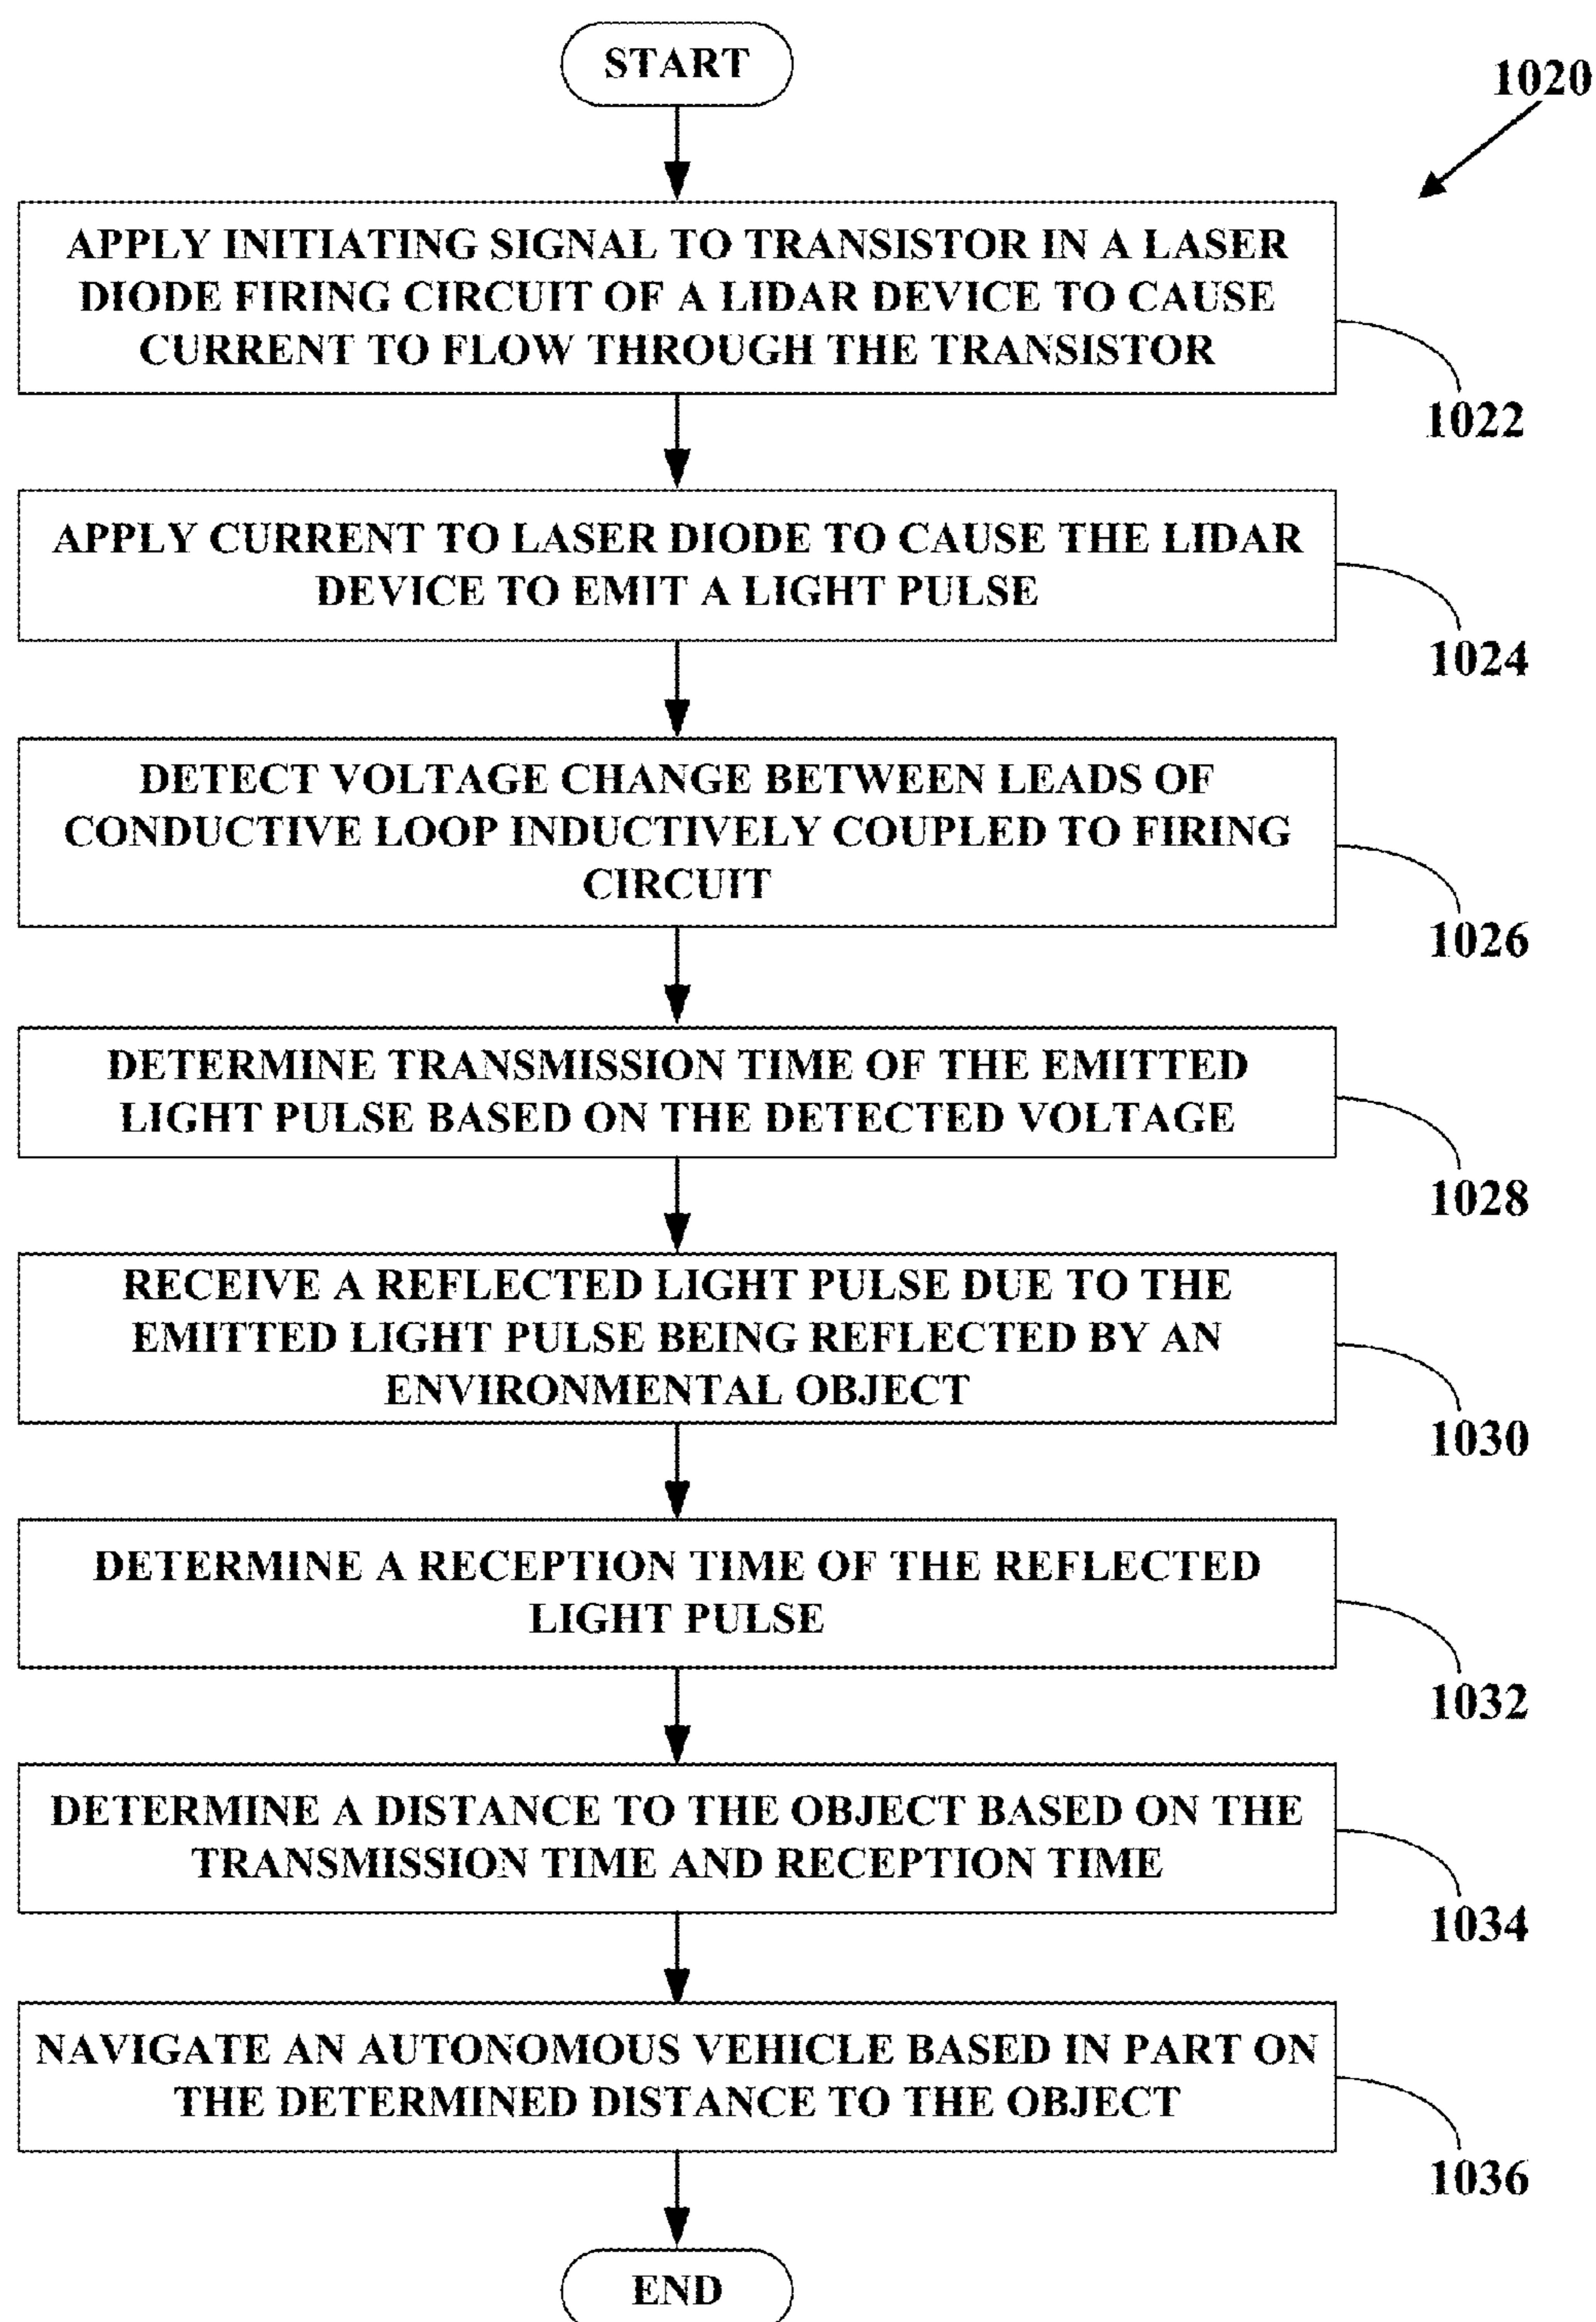 START
1020
APPLY INITIATING SIGNAL TO TRANSISTOR IN A LASER
DIODE FIRING CIRCUIT OF A LIDAR DEVICE TO CAUSE
CURRENT TO FLOW THROUGH THE TRANSISTOR
1022
APPLY CURRENT TO LASER DIODE TO CAUSE THE LIDAR
DEVICE TO EMIT A LIGHT PULSE
1024
DETECT VOLTAGE CHANGE BETWEEN LEADS OF
CONDUCTIVE LOOP INDUCTIVELY COUPLED TO FIRING
CIRCUIT
1026
DETERMINE TRANSMISSION TIME OF THE EMITTED
LIGHT PULSE BASED ON THE DETECTED VOLTAGE
1028
RECEIVE A REFLECTED LIGHT PULSE DUE TO THE
EMITTED LIGHT PULSE BEING REFLECTED BY AN
ENVIRONMENTAL OBJECT
1030
DETERMINE A RECEPTION TIME OF THE REFLECTED
LIGHT PULSE
1032
DETERMINE A DISTANCE TO THE OBJECT BASED ON THE
TRANSMISSION TIME AND RECEPTION TIME
1034
NAVIGATE AN AUTONOMOUS VEHICLE BASED IN PART ON
THE DETERMINED DISTANCE TO THE OBJECT
1036
END